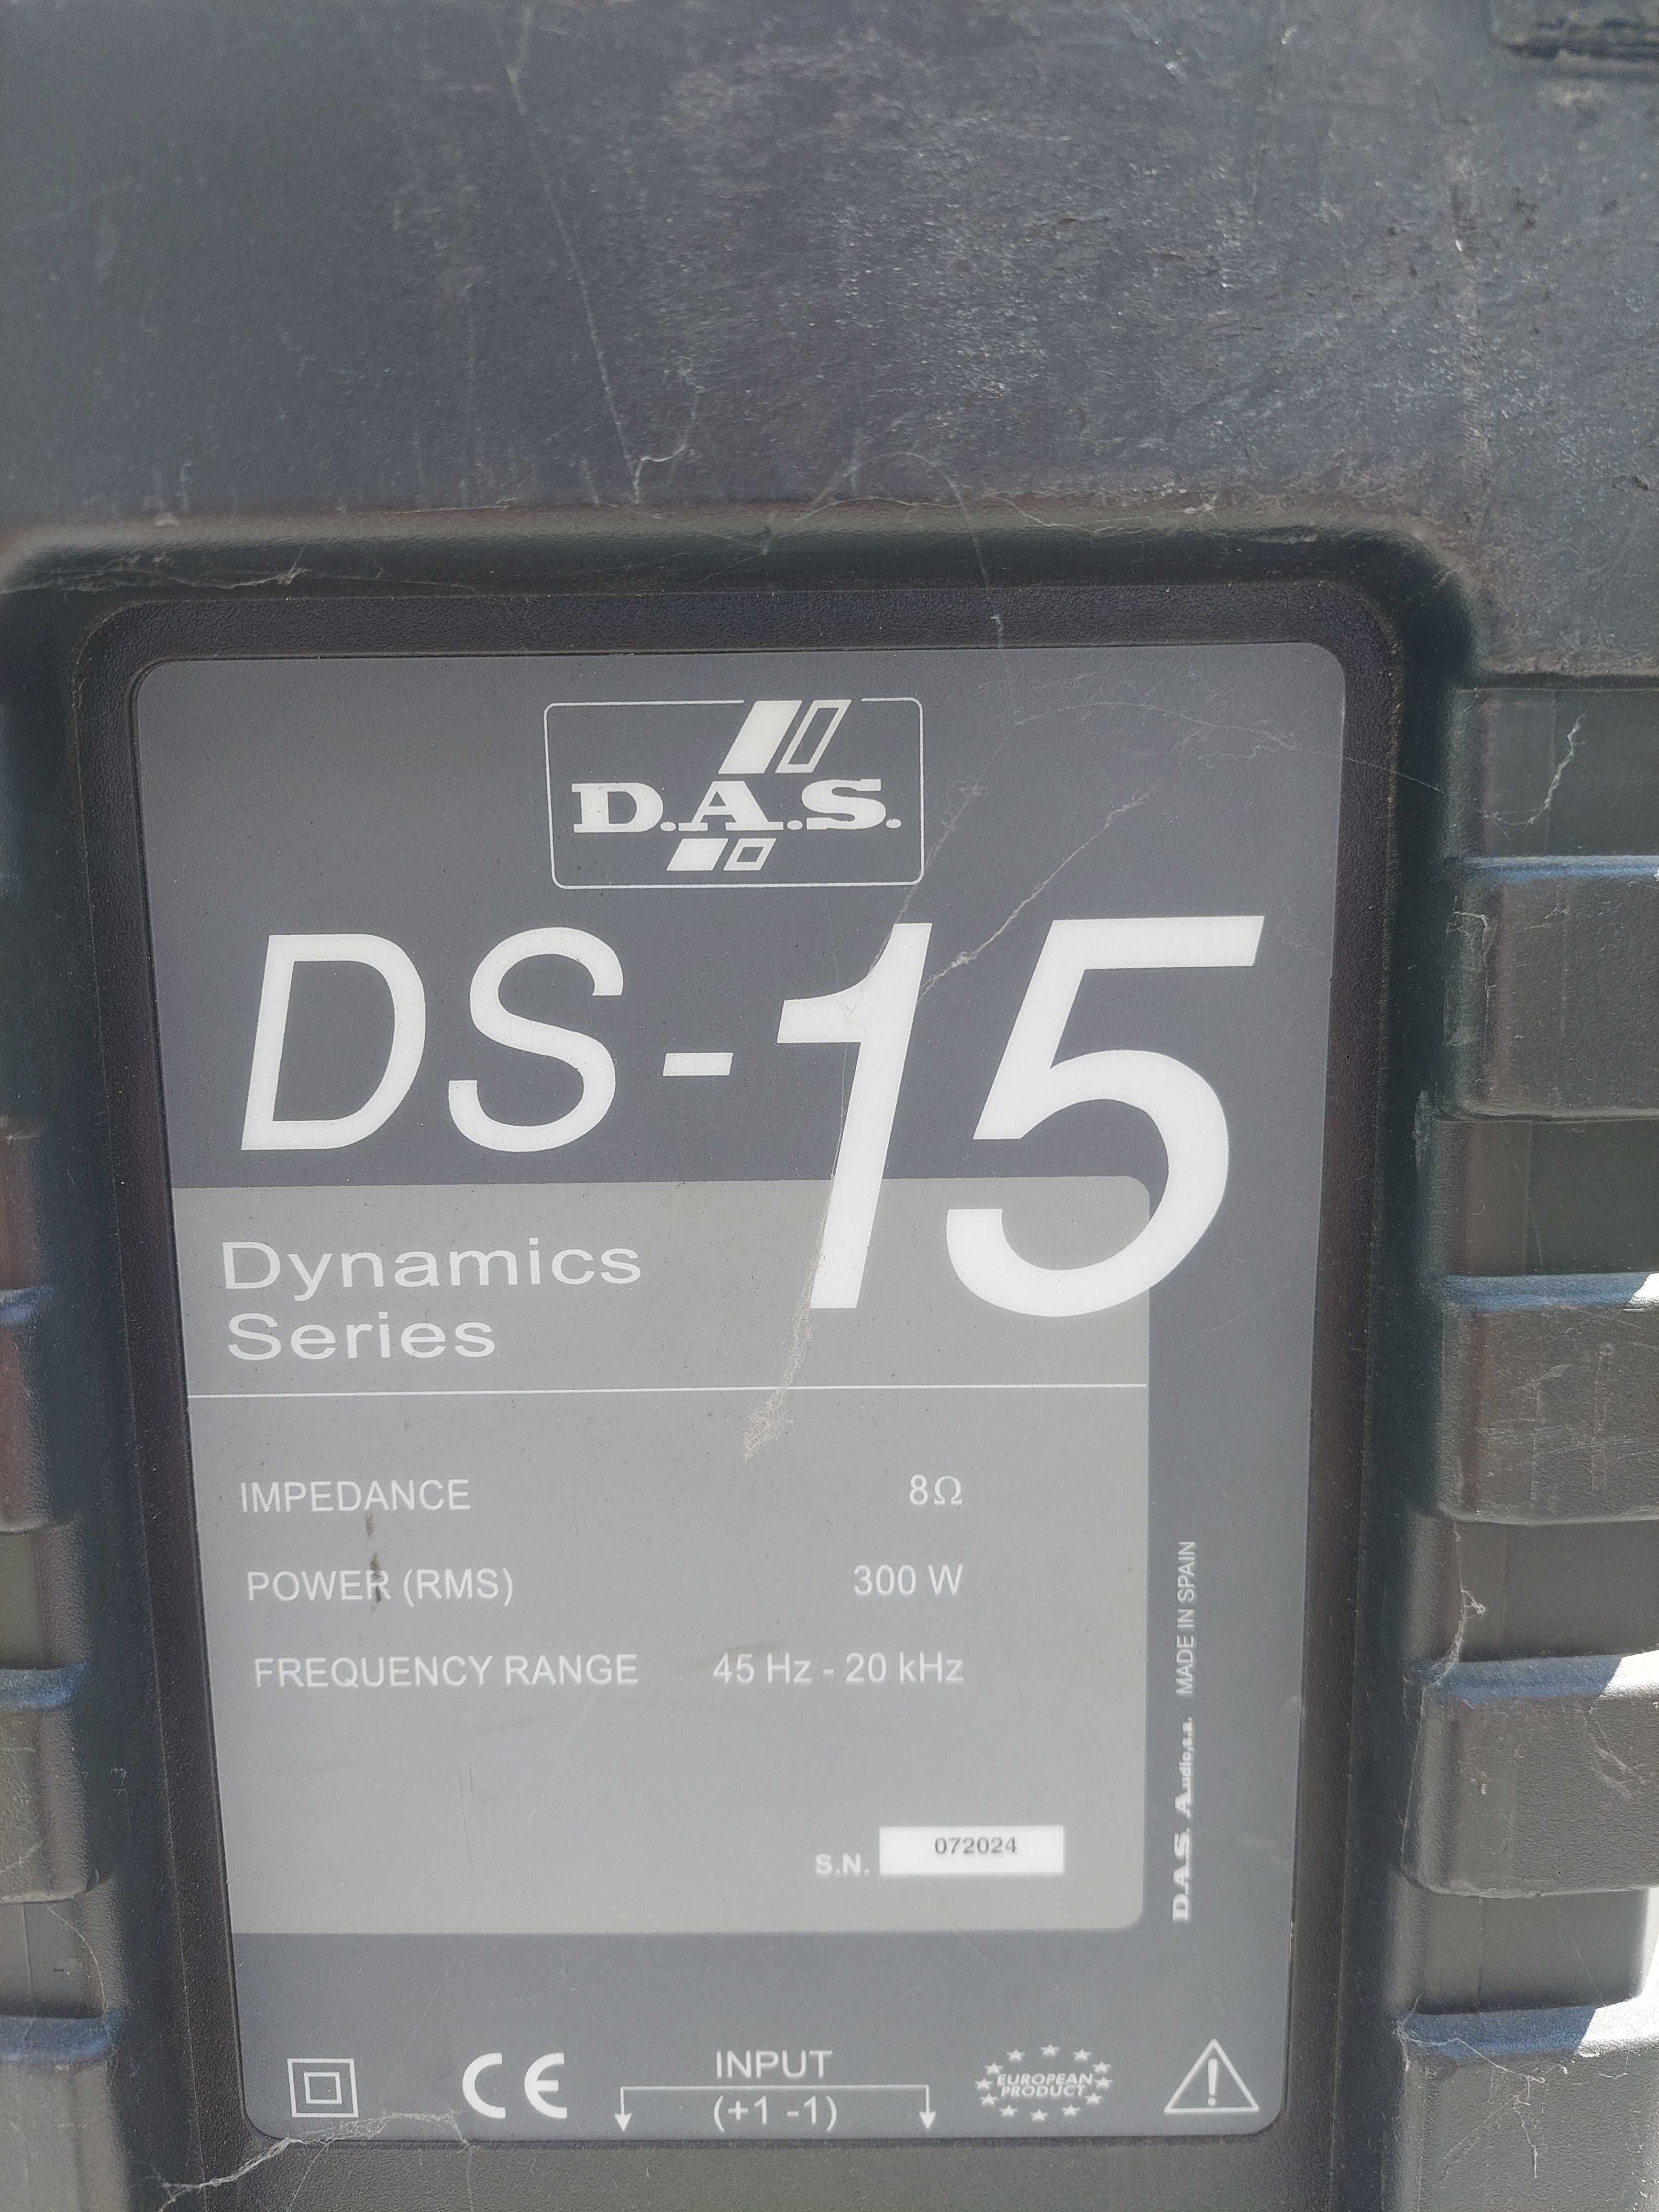 D.A.S.
DS-15
Dynamics
Series
IMPEDANCE 8Ω
POWER (RMS) 300 W
FREQUENCY RANGE 45 Hz - 20 kHz
S.N. 072024
D.A.S. Audio,s.a. MADE IN SPAIN
CE
INPUT
(+1 -1)
EUROPEAN
PRODUCT